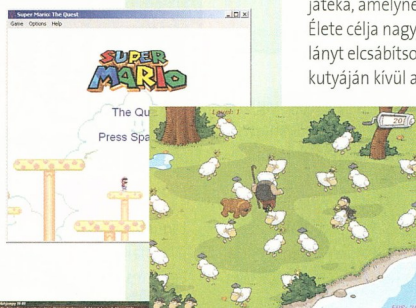 Super Mario: The Quest
Game Options Help
SUPER
MARIO
The Qu
Press Spa
játéka, amelyne
Élete célja nagy
lányt elcsábítso
kutyáján kívül a
20